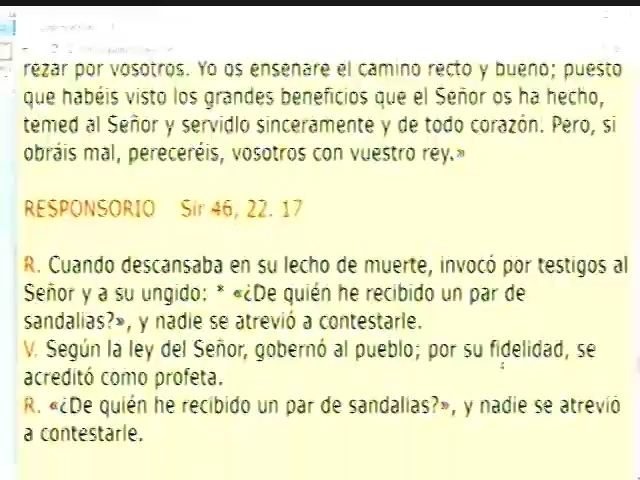 rezar por vosotros. Yo os enseñaré el camino recto y bueno; puesto
que habéis visto los grandes beneficios que el Señor os ha hecho,
temed al Señor y servidlo sinceramente y de todo corazón. Pero, si
obráis mal, pereceréis, vosotros con vuestro rey.»
RESPONSORIO Sir 46, 22. 17
R. Cuando descansaba en su lecho de muerte, invocó por testigos al
Señor y a su ungido: * «¿De quién he recibido un par de
sandalias?», y nadie se atrevió a contestarle.
V. Según la ley del Señor, gobernó al pueblo; por su fidelidad, se
acreditó como profeta.
R. «¿De quién he recibido un par de sandalias?», y nadie se atrevió
a contestarle.